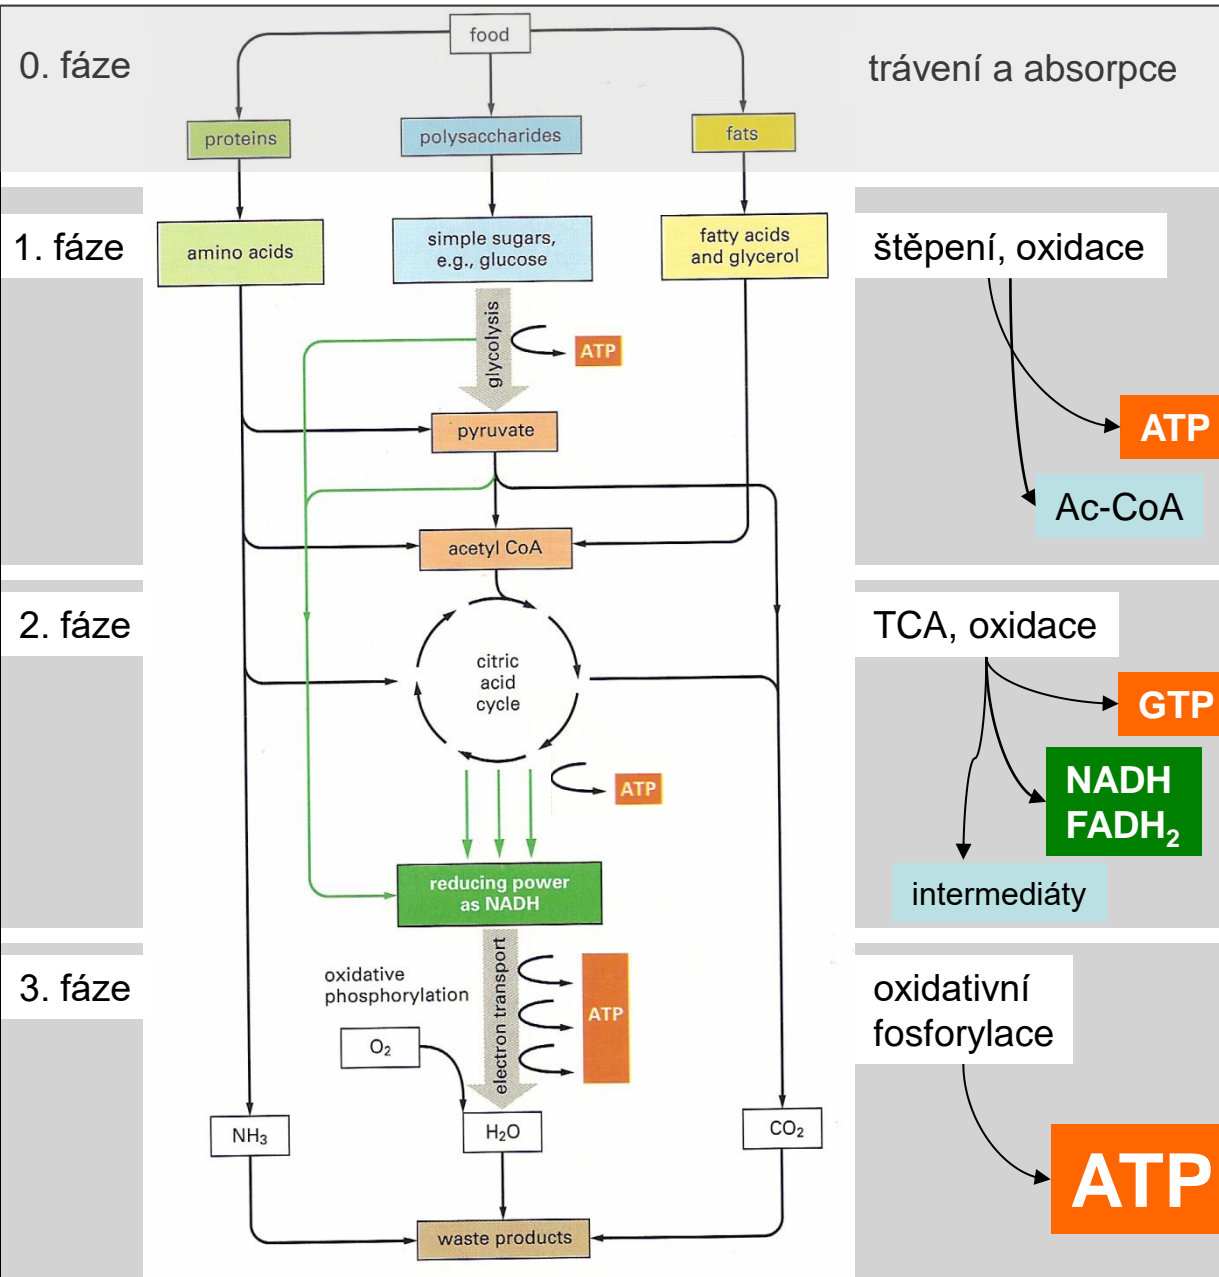 0. fáze
food
trávení a absorpce
proteins
polysaccharides
fats
1. fáze
amino acids
simple sugars,
e.g., glucose
fatty acids
and glycerol
štěpení, oxidace
glycolysis
ATP
pyruvate
ATP
Ac-CoA
acetyl CoA
2. fáze
TCA, oxidace
citric
acid
cycle
GTP
ATP
NADH
FADH₂
reducing power
as NADH
intermediáty
3. fáze
oxidative
phosphorylation
electron transport
ATP
oxidativní
fosforylace
O₂
NH₃
H₂O
CO₂
ATP
waste products